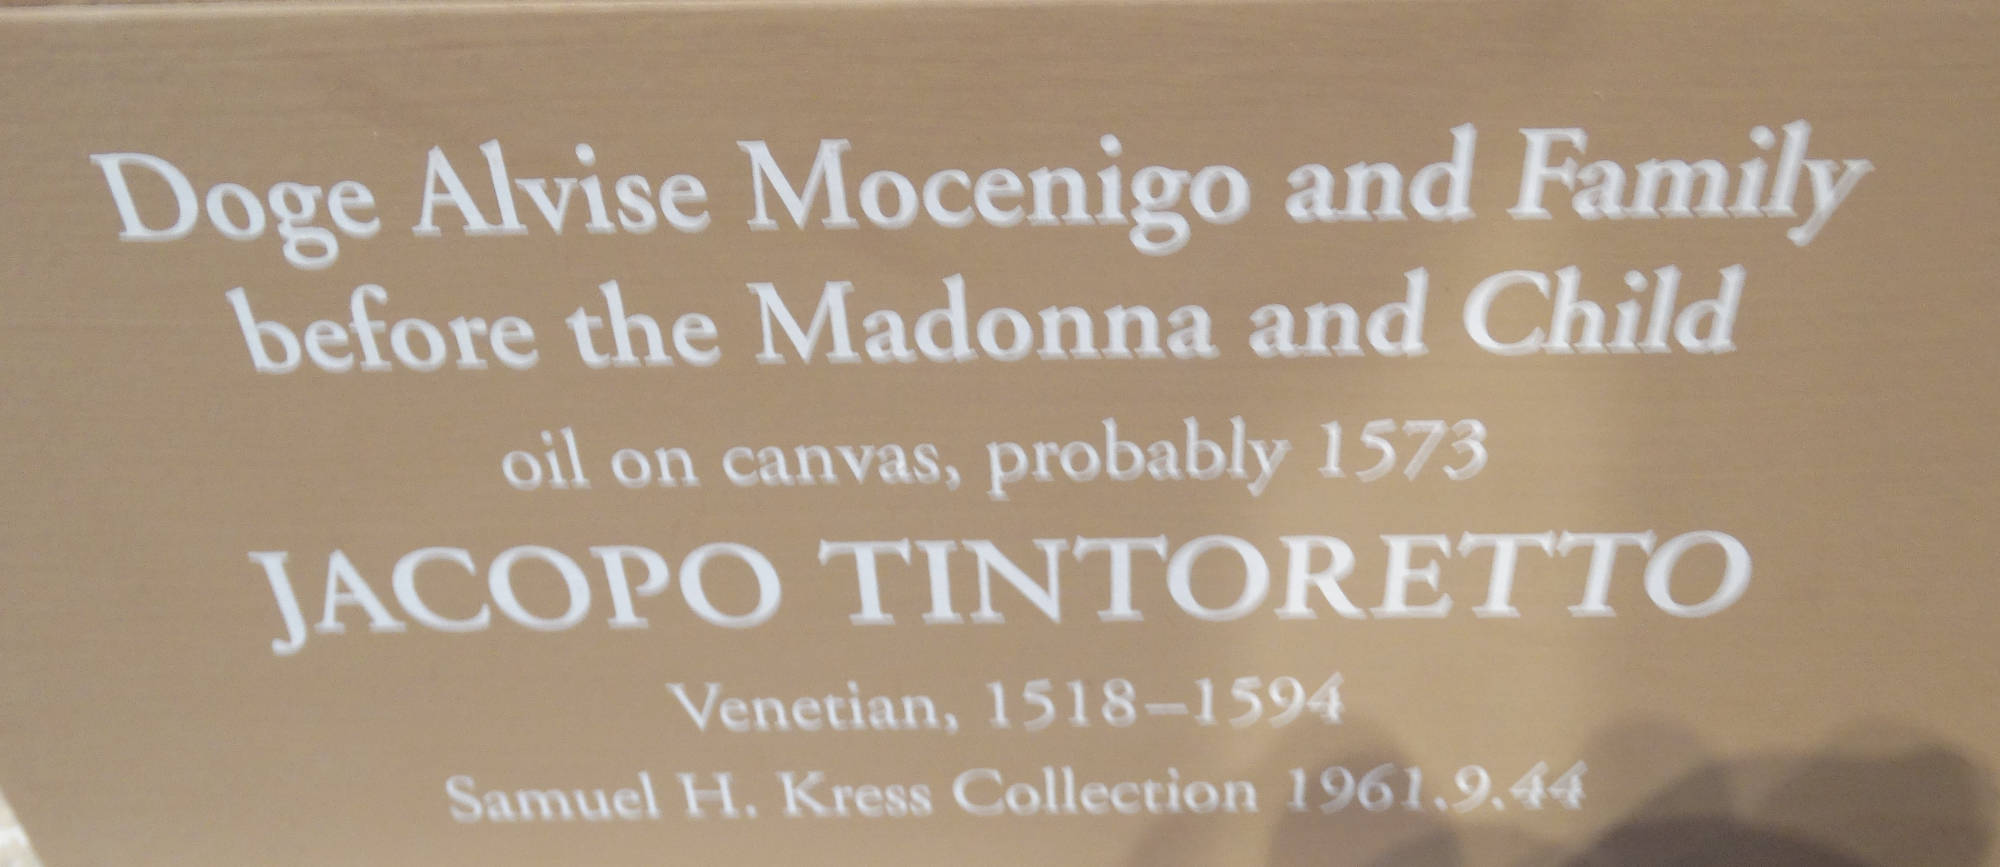 Doge Alvise Mocenigo and Family
before the Madonna and Child
oil on canvas, probably 1573
JACOPO TINTORETTO
Venetian, 1518–1594
Samuel H. Kress Collection 1961.9.44